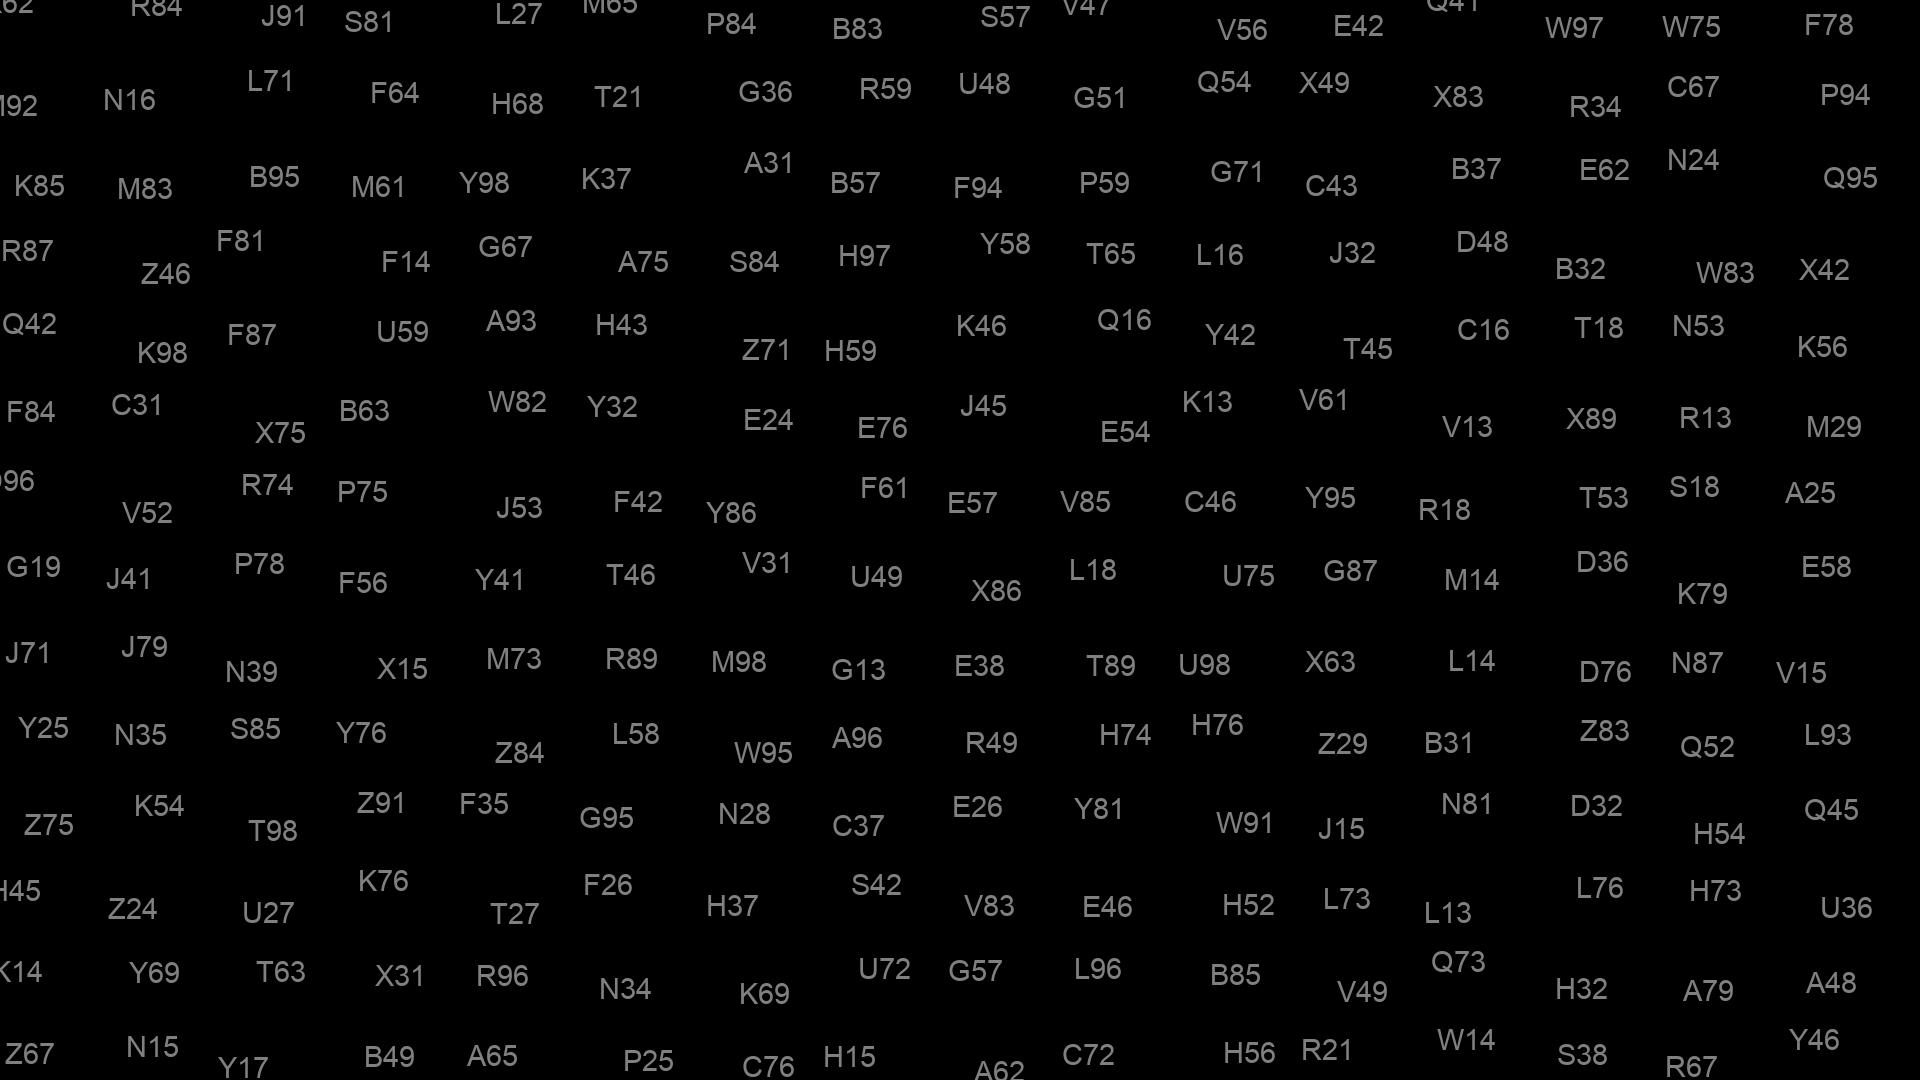 R84 J91 S81 L27 M65 P84 B83 S57 V47 V56 E42 Q41 W97 W75 F78
N16 L71 F64 H68 T21 G36 R59 U48 G51 Q54 X49 X83 R34 C67 P94
K85 M83 B95 M61 Y98 K37 A31 B57 F94 P59 G71 C43 B37 E62 N24 Q95
R87 Z46 F81 F14 G67 A75 S84 H97 Y58 T65 L16 J32 D48 B32 W83 X42
Q42 K98 F87 U59 A93 H43 Z71 H59 K46 Q16 Y42 T45 C16 T18 N53 K56
F84 C31 X75 B63 W82 Y32 E24 E76 J45 E54 K13 V61 V13 X89 R13 M29
V52 R74 P75 J53 F42 Y86 F61 E57 V85 C46 Y95 R18 T53 S18 A25
G19 J41 P78 F56 Y41 T46 V31 U49 X86 L18 U75 G87 M14 D36 K79 E58
J71 J79 N39 X15 M73 R89 M98 G13 E38 T89 U98 X63 L14 D76 N87 V15
Y25 N35 S85 Y76 Z84 L58 W95 A96 R49 H74 H76 Z29 B31 Z83 Q52 L93
Z75 K54 T98 Z91 F35 G95 N28 C37 E26 Y81 W91 J15 N81 D32 H54 Q45
H45 Z24 U27 K76 T27 F26 H37 S42 V83 E46 H52 L73 L13 L76 H73 U36
K14 Y69 T63 X31 R96 N34 K69 U72 G57 L96 B85 V49 Q73 H32 A79 A48
Z67 N15 Y17 B49 A65 P25 C76 H15 A62 C72 H56 R21 W14 S38 R67 Y46